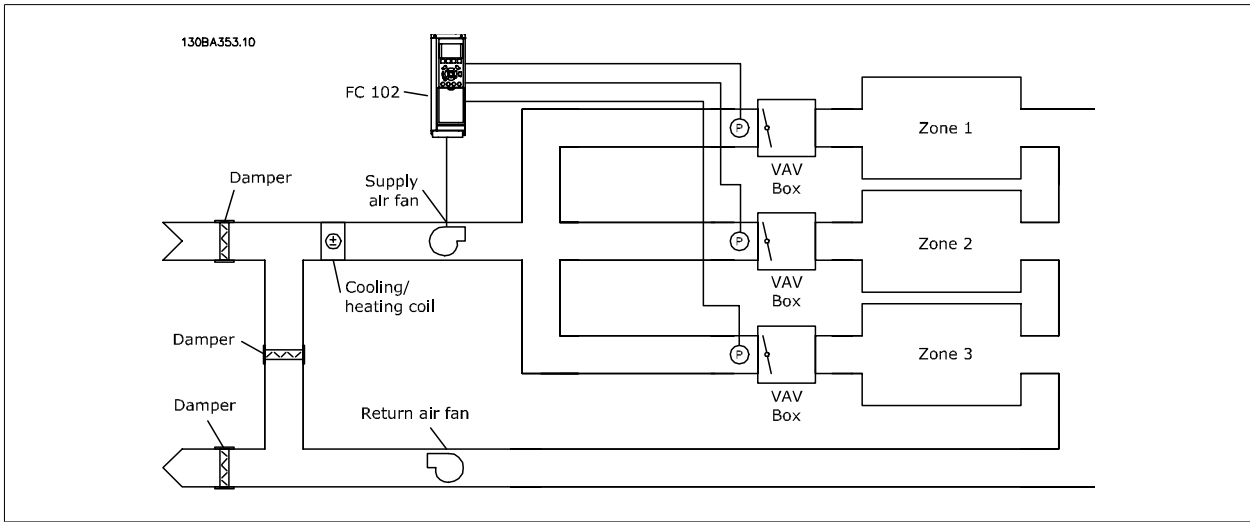 130BA353.10
FC 102
Damper
Supply
air fan
Cooling/
heating coil
Damper
Damper
Return air fan
P
VAV
Box
Zone 1
P
VAV
Box
Zone 2
P
VAV
Box
Zone 3